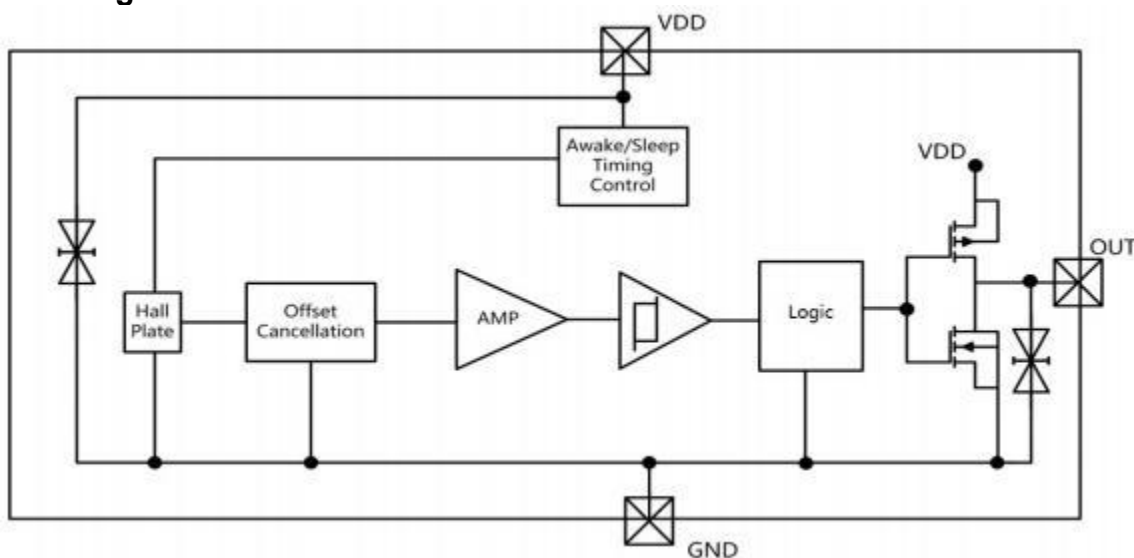 VDD
Awake/Sleep
Timing
Control
VDD
OUT
Hall
Plate
Offset
Cancellation
AMP
Logic
GND